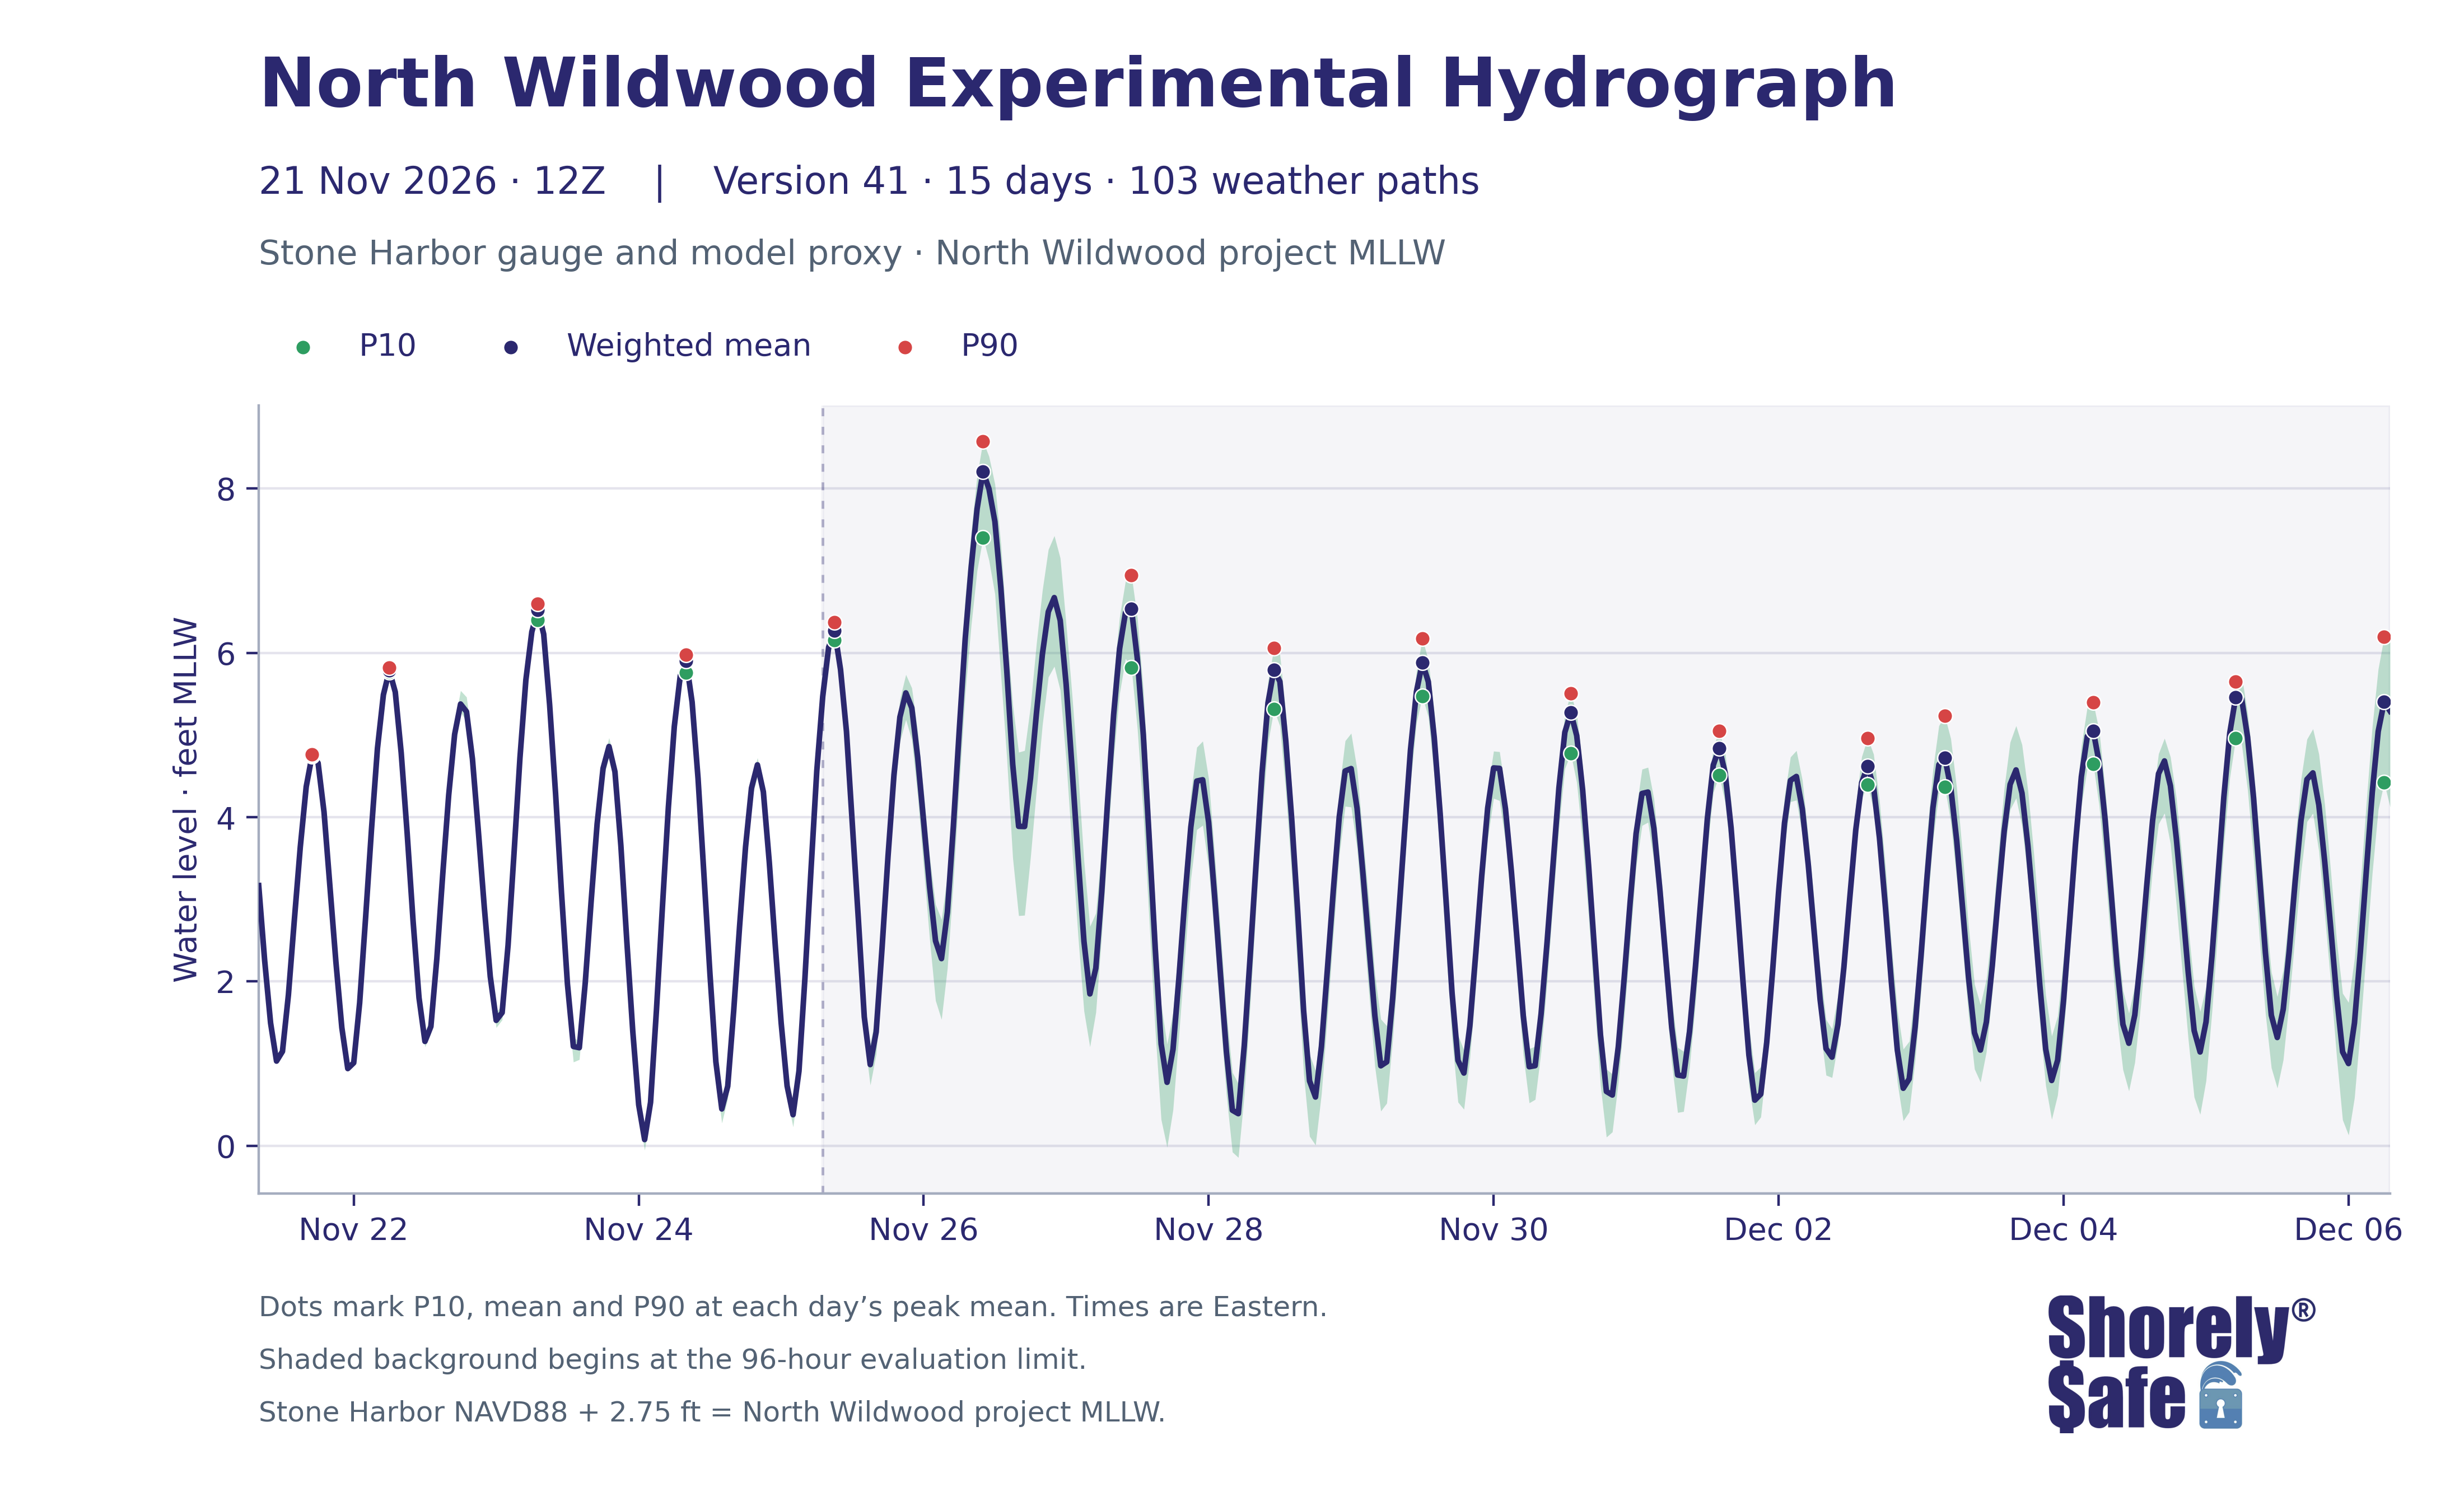 North Wildwood Experimental Hydrograph
21 Nov 2026 · 12Z | Version 41 · 15 days · 103 weather paths
Stone Harbor gauge and model proxy · North Wildwood project MLLW
P10 Weighted mean P90
Water level · feet MLLW
8
6
4
2
0
Nov 22 Nov 24 Nov 26 Nov 28 Nov 30 Dec 02 Dec 04 Dec 06
Dots mark P10, mean and P90 at each day’s peak mean. Times are Eastern.
Shaded background begins at the 96-hour evaluation limit.
Stone Harbor NAVD88 + 2.75 ft = North Wildwood project MLLW.
Shorely®
$afe